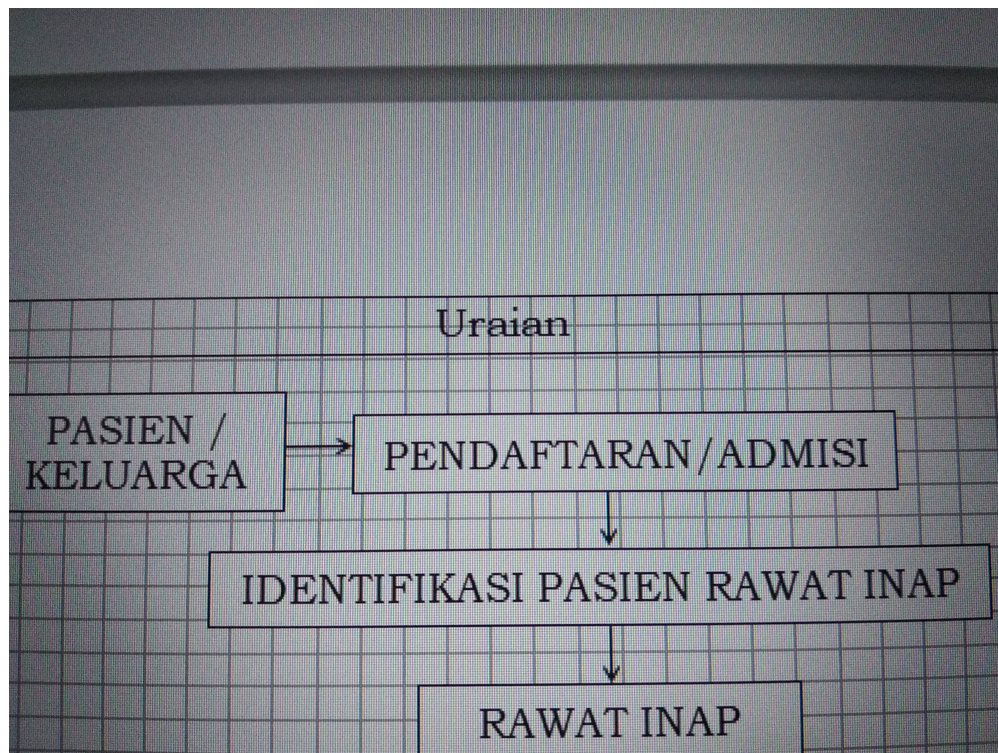 Uraian
PASIEN /
KELUARGA
PENDAFTARAN/ADMISI
IDENTIFIKASI PASIEN RAWAT INAP
RAWAT INAP